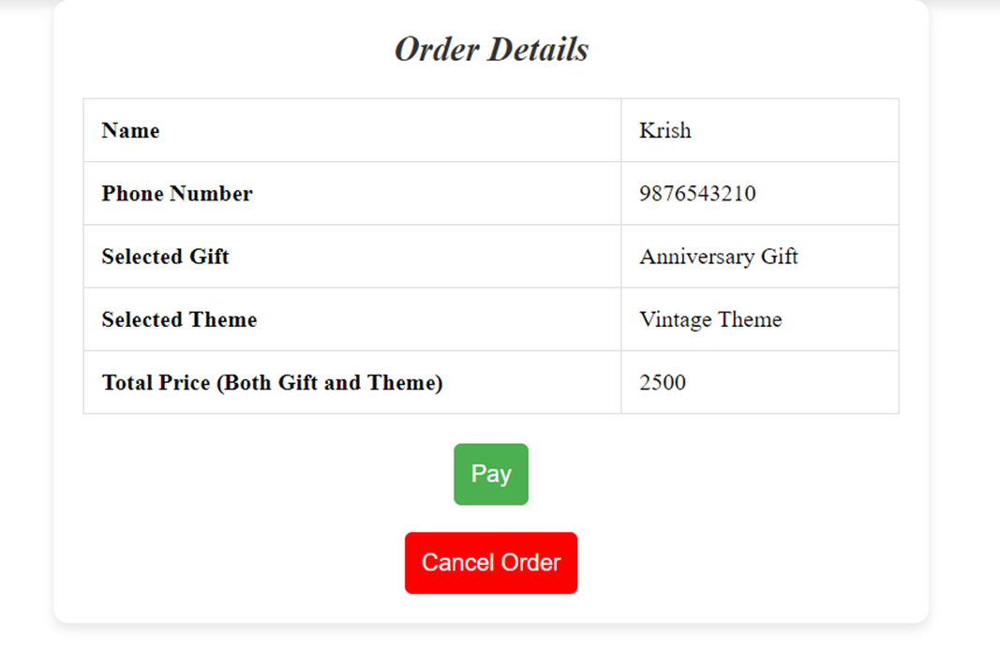 Order Details
Name Krish
Phone Number 9876543210
Selected Gift Anniversary Gift
Selected Theme Vintage Theme
Total Price (Both Gift and Theme) 2500
Pay
Cancel Order